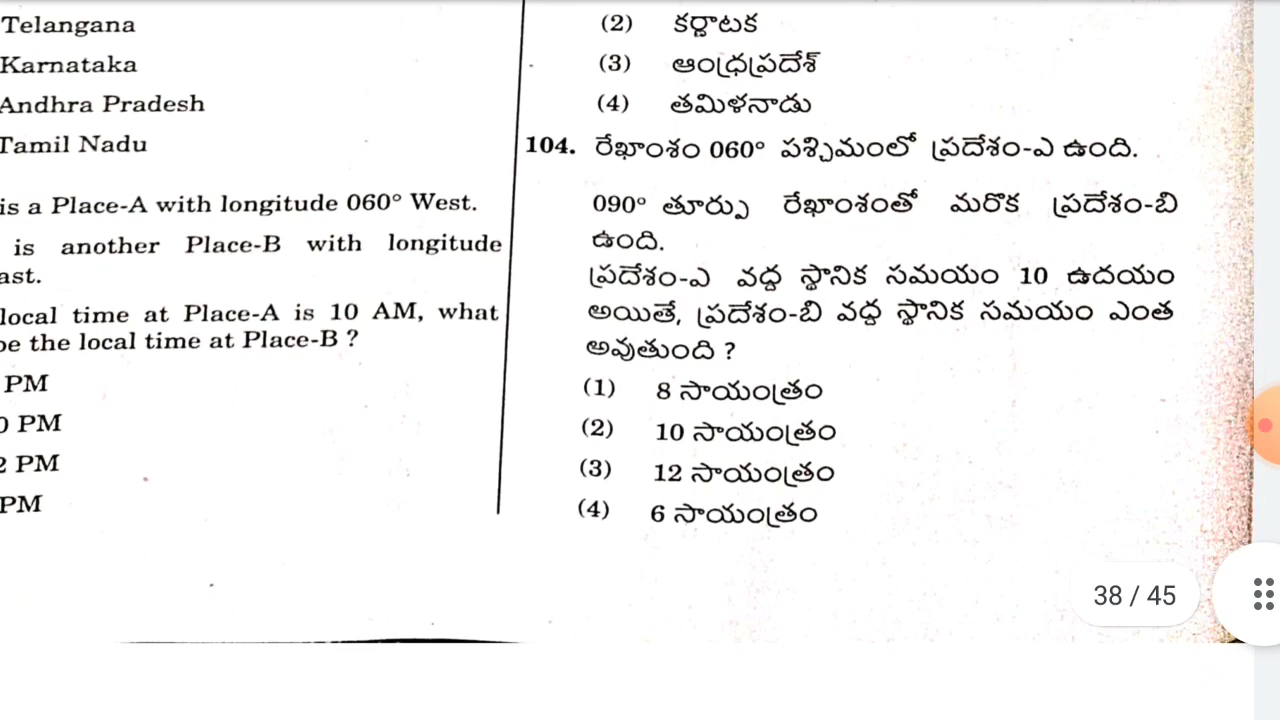 Telangana
Karnataka
Andhra Pradesh
Tamil Nadu
is a Place-A with longitude 060° West.
is another Place-B with longitude
ast.
local time at Place-A is 10 AM, what
be the local time at Place-B ?
PM
0 PM
2 PM
PM
(2) కర్ణాటక
(3) ఆంధ్రప్రదేశ్
(4) తమిళనాడు
104. రేఖాంశం 060° పశ్చిమంలో ప్రదేశం-ఎ ఉంది.
090° తూర్పు రేఖాంశంతో మరొక ప్రదేశం-బి
ఉంది.
ప్రదేశం-ఎ వద్ద స్థానిక సమయం 10 ఉదయం
అయితే, ప్రదేశం-బి వద్ద స్థానిక సమయం ఎంత
అవుతుంది ?
(1) 8 సాయంత్రం
(2) 10 సాయంత్రం
(3) 12 సాయంత్రం
(4) 6 సాయంత్రం
38 / 45